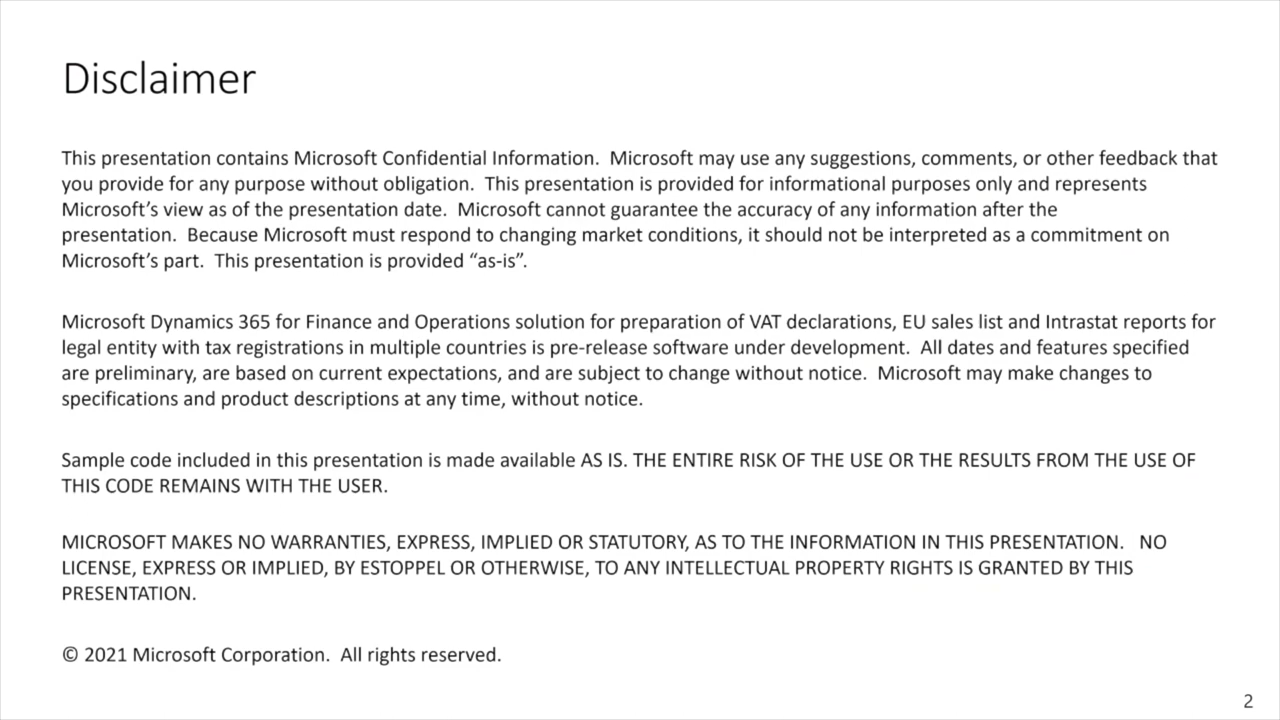 Disclaimer
This presentation contains Microsoft Confidential Information.  Microsoft may use any suggestions, comments, or other feedback that
you provide for any purpose without obligation.  This presentation is provided for informational purposes only and represents
Microsoft’s view as of the presentation date.  Microsoft cannot guarantee the accuracy of any information after the
presentation.  Because Microsoft must respond to changing market conditions, it should not be interpreted as a commitment on
Microsoft’s part.  This presentation is provided “as-is”.
Microsoft Dynamics 365 for Finance and Operations solution for preparation of VAT declarations, EU sales list and Intrastat reports for
legal entity with tax registrations in multiple countries is pre-release software under development.  All dates and features specified
are preliminary, are based on current expectations, and are subject to change without notice.  Microsoft may make changes to
specifications and product descriptions at any time, without notice.
Sample code included in this presentation is made available AS IS. THE ENTIRE RISK OF THE USE OR THE RESULTS FROM THE USE OF
THIS CODE REMAINS WITH THE USER.
MICROSOFT MAKES NO WARRANTIES, EXPRESS, IMPLIED OR STATUTORY, AS TO THE INFORMATION IN THIS PRESENTATION.   NO
LICENSE, EXPRESS OR IMPLIED, BY ESTOPPEL OR OTHERWISE, TO ANY INTELLECTUAL PROPERTY RIGHTS IS GRANTED BY THIS
PRESENTATION.
© 2021 Microsoft Corporation.  All rights reserved.
2